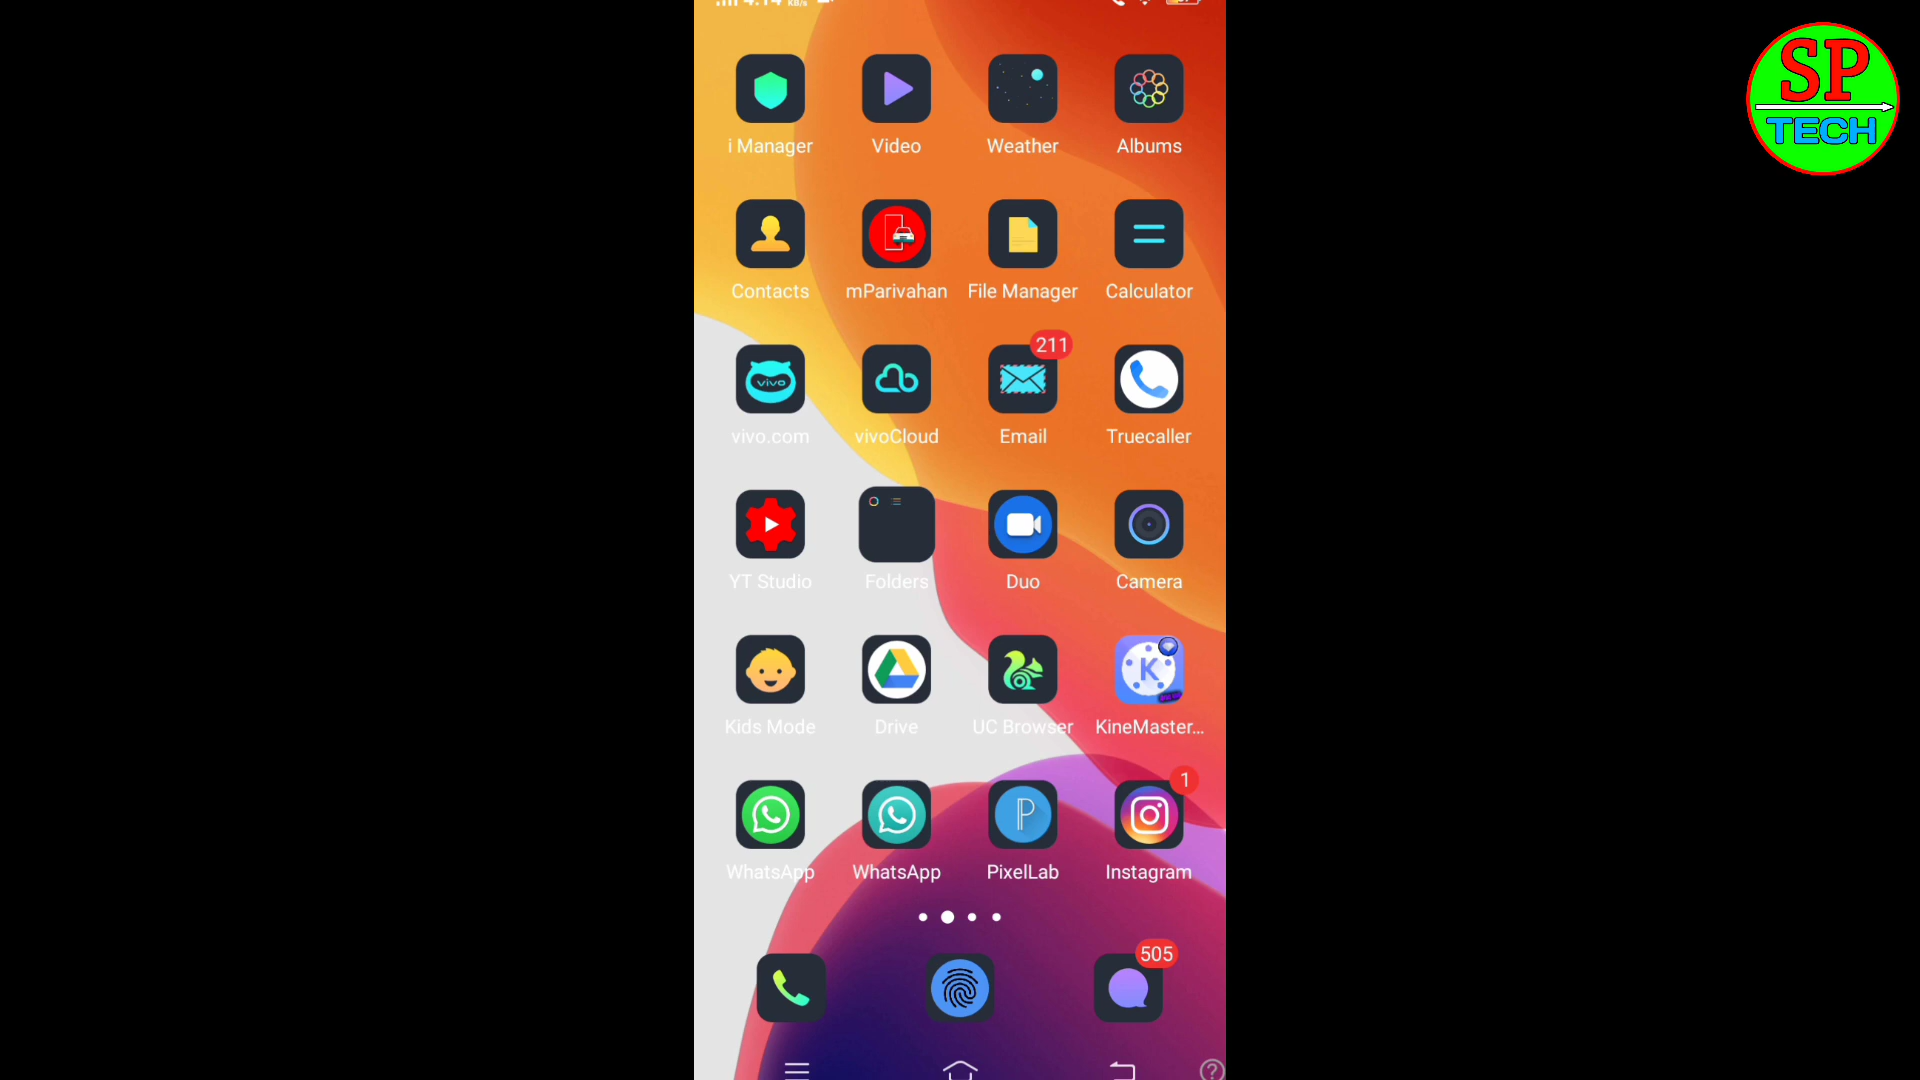 SP
TECH
i Manager Video Weather Albums
Contacts mParivahan File Manager Calculator
211
vivo
vivo.com vivoCloud Email Truecaller
YT Studio Folders Duo Camera
K
Kids Mode Drive UC Browser KineMaster...
1
P
WhatsApp WhatsApp PixelLab Instagram
505
?